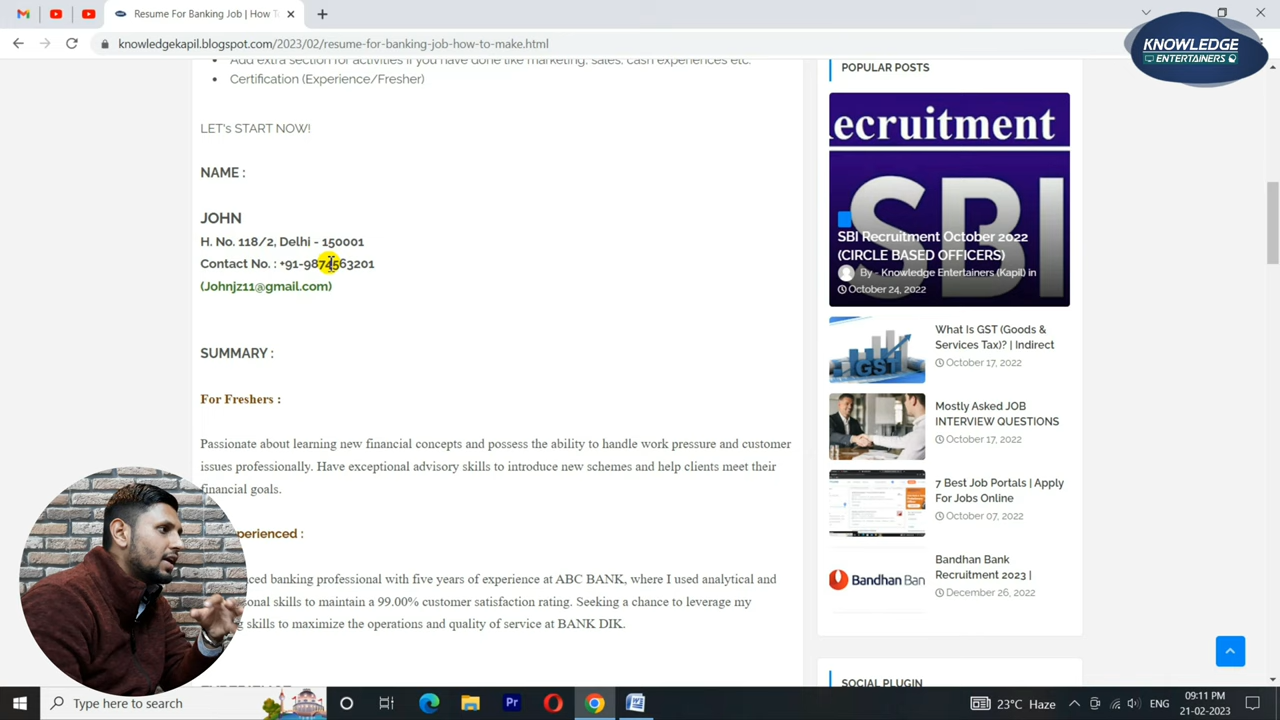 Resume For Banking Job | How T
knowledgekapil.blogspot.com/2023/02/resume-for-banking-job-how-to-make.html
KNOWLEDGE
ENTERTAINERS
Add extra section for activities if you have done like marketing, sales, cash experiences etc.
Certification (Experience/Fresher)
LET's START NOW!
NAME :
JOHN
H. No. 118/2, Delhi - 150001
Contact No. : +91-9874563201
(Johnjz11@gmail.com)
SUMMARY :
For Freshers :
Passionate about learning new financial concepts and possess the ability to handle work pressure and customer
issues professionally. Have exceptional advisory skills to introduce new schemes and help clients meet their
financial goals.
perienced :
ced banking professional with five years of experience at ABC BANK, where I used analytical and
sonal skills to maintain a 99.00% customer satisfaction rating. Seeking a chance to leverage my
skills to maximize the operations and quality of service at BANK DIK.
POPULAR POSTS
ecruitment
SBI
SBI Recruitment October 2022
(CIRCLE BASED OFFICERS)
By - Knowledge Entertainers (Kapil) in
October 24, 2022
GST
What Is GST (Goods &
Services Tax)? | Indirect
October 17, 2022
Mostly Asked JOB
INTERVIEW QUESTIONS
October 17, 2022
7 Best Job Portals | Apply
For Jobs Online
October 07, 2022
Bandhan Ban
Bandhan Bank
Recruitment 2023 |
December 26, 2022
SOCIAL PLUGIN
Type here to search
Pr
23°C Haze
ENG
09:11 PM
21-02-2023